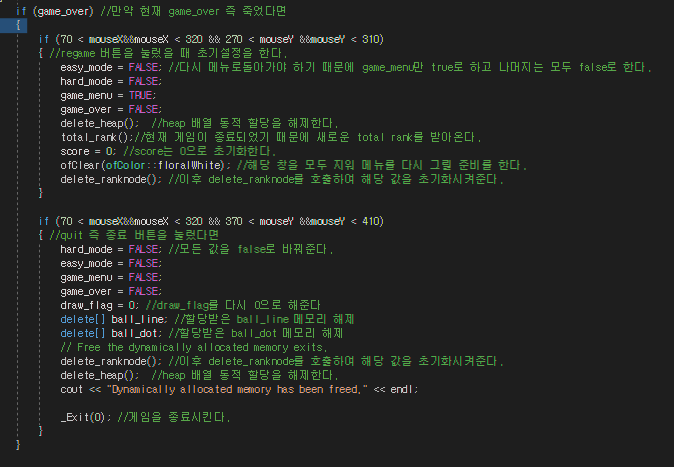 if (game_over) //만약 현재 game_over 즉 죽었다면
{
if (70 < mouseX&&mouseX < 320 && 270 < mouseY &&mouseY < 310)
{ //regame 버튼을 눌렀을 때 초기설정을 한다.
easy_mode = FALSE; //다시 메뉴로돌아가야 하기 때문에 game_menu만 true로 하고 나머지는 모두 false로 한다.
hard_mode = FALSE;
game_menu = TRUE;
game_over = FALSE;
delete_heap(); //heap 배열 동적 할당을 해제한다.
total_rank();//현재 게임이 종료되었기 때문에 새로운 total rank를 받아온다.
score = 0; //score는 0으로 초기화한다.
ofClear(ofColor::floralWhite); //해당 창을 모두 지워 메뉴를 다시 그릴 준비를 한다.
delete_ranknode(); //이후 delete_ranknode를 호출하여 해당 값을 초기화시켜준다.
}
if (70 < mouseX&&mouseX < 320 && 370 < mouseY &&mouseY < 410)
{ //quit 즉 종료 버튼을 눌렀다면
hard_mode = FALSE; //모든 값을 false로 바꿔준다.
easy_mode = FALSE;
game_menu = FALSE;
game_over = FALSE;
draw_flag = 0; //draw_flag를 다시 0으로 해준다
delete[] ball_line; //할당받은 ball_line 메모리 해제
delete[] ball_dot; //할당받은 ball_dot 메모리 해제
// Free the dynamically allocated memory exits.
delete_ranknode(); //이후 delete_ranknode를 호출하여 해당 값을 초기화시켜준다.
delete_heap(); //heap 배열 동적 할당을 해제한다.
cout << "Dynamically allocated memory has been freed." << endl;
_Exit(0); //게임을 종료시킨다.
}
}